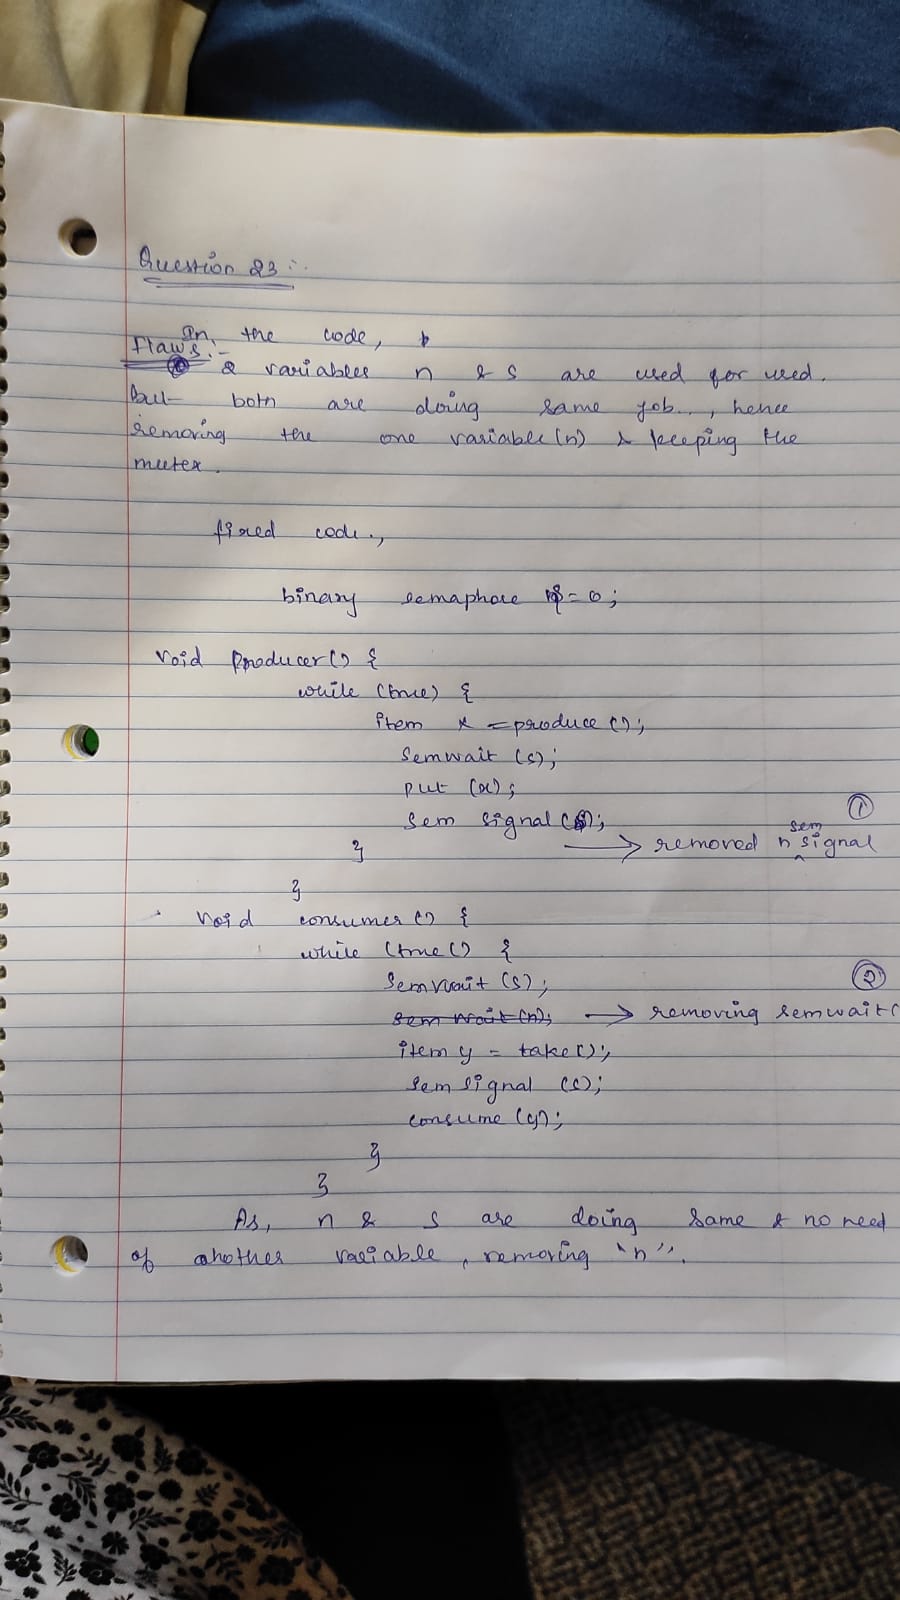 Question 23 :.
In the code,
Flaws :-
2 variables n & s are used for used.
but both are doing same job.., hence
removing the one variable (n) & keeping the
mutex.
fixed code.,
binary semaphore = 0;
void producer() {
while (true) {
item x = produce();
Semwait (s);
put (x);
Sem signal (s);
①
→ removed n sem signal
}
}
void consumer () {
while (true() {
Semwait (s);
②
sem wait (n); → removing semwait(
item y = take();
Sem signal (s);
consume (y);
}
}
As, n & s are doing same & no need
of another variable, removing "n".